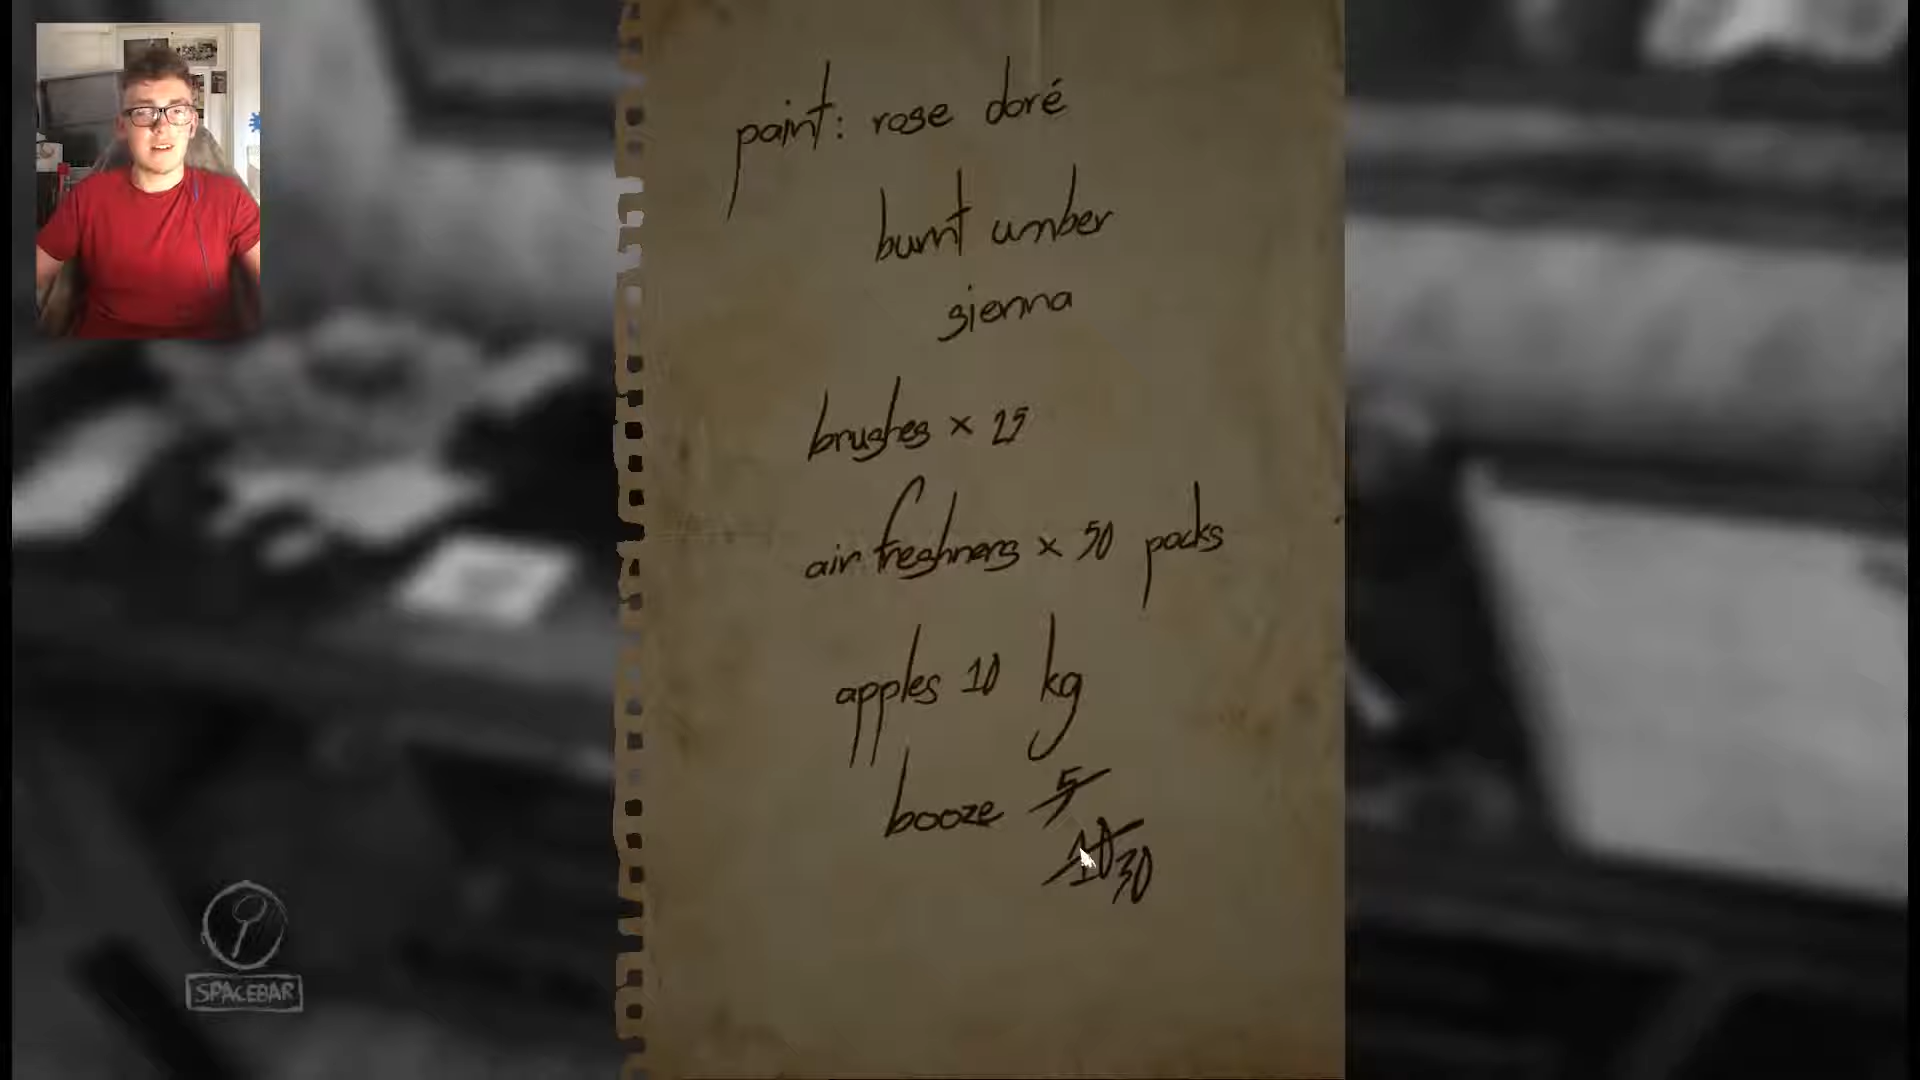 paint: rose doré
burnt umber
sienna
brushes × 25
air freshners × 50 packs
apples 10 kg
booze 5
10 30
SPACEBAR